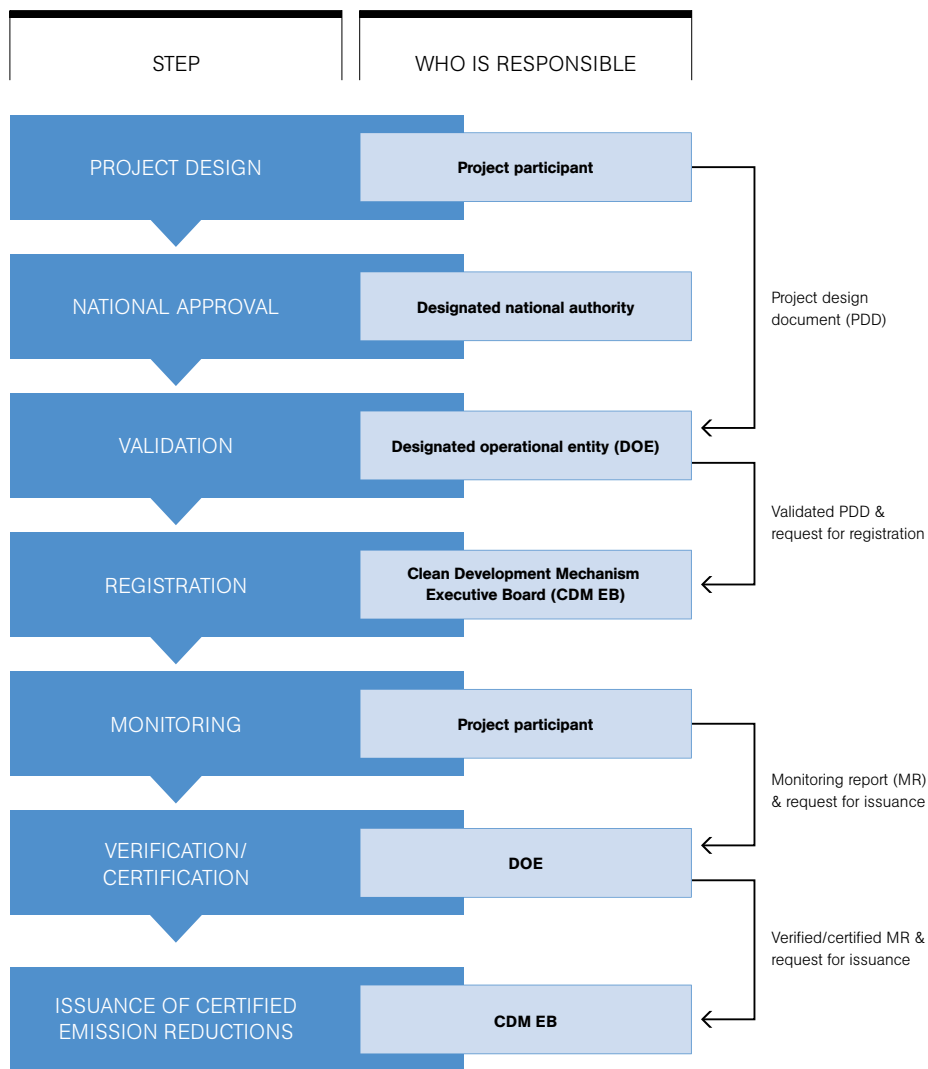 STEP
WHO IS RESPONSIBLE
PROJECT DESIGN
Project participant
NATIONAL APPROVAL
Designated national authority
Project design
document (PDD)
VALIDATION
Designated operational entity (DOE)
Validated PDD &
request for registration
REGISTRATION
Clean Development Mechanism
Executive Board (CDM EB)
MONITORING
Project participant
Monitoring report (MR)
& request for issuance
VERIFICATION/
CERTIFICATION
DOE
Verified/certified MR &
request for issuance
ISSUANCE OF CERTIFIED
EMISSION REDUCTIONS
CDM EB